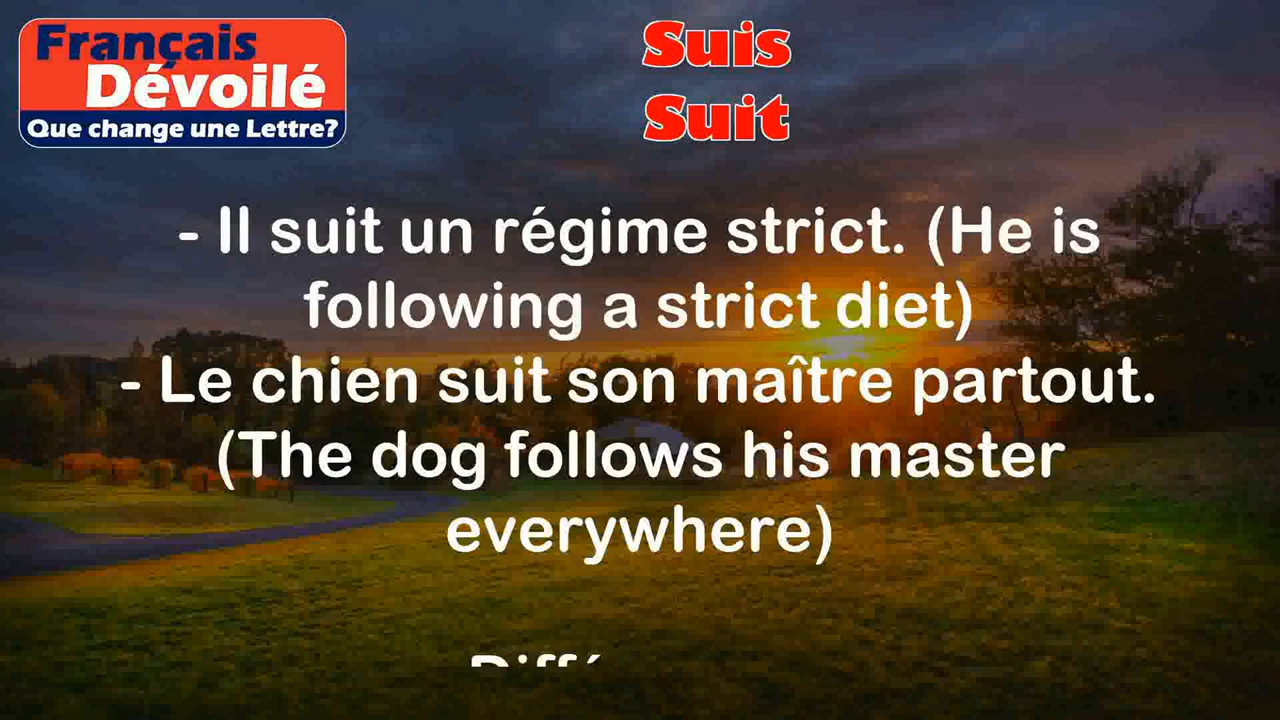 Français
Dévoilé
Que change une Lettre?
Suis
Suit
- Il suit un régime strict. (He is
following a strict diet)
- Le chien suit son maître partout.
(The dog follows his master
everywhere)